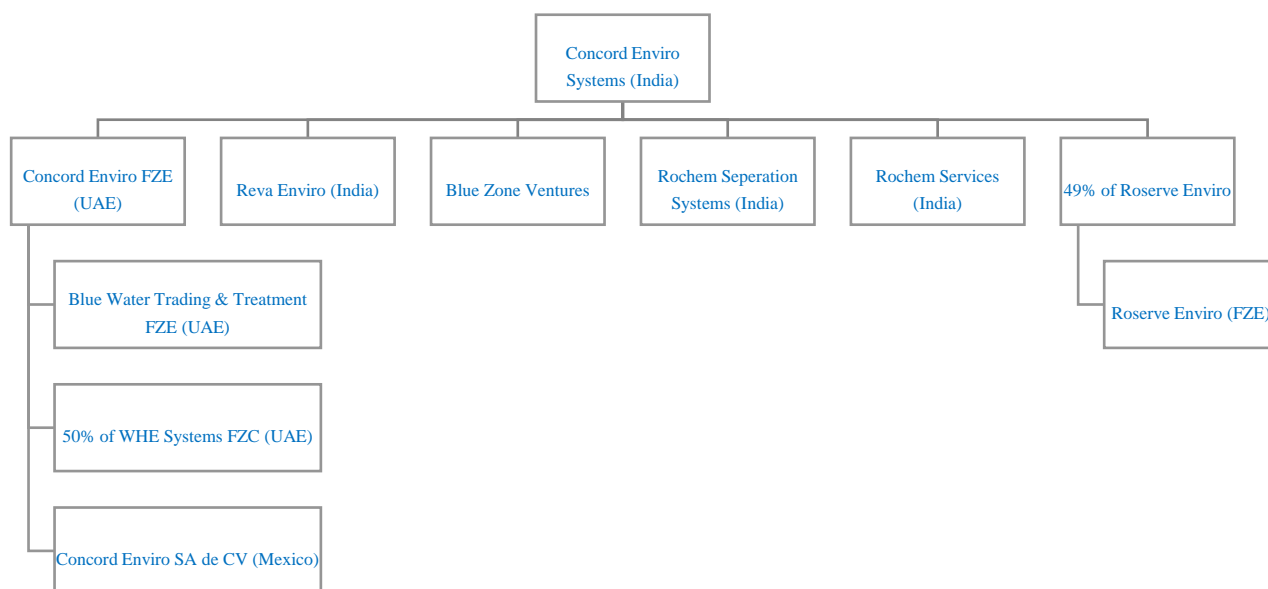 Concord Enviro
Systems (India)
Concord Enviro FZE
(UAE)
Reva Enviro (India)
Blue Zone Ventures
Rochem Seperation
Systems (India)
Rochem Services
(India)
49% of Roserve Enviro
Blue Water Trading & Treatment
FZE (UAE)
Roserve Enviro (FZE)
50% of WHE Systems FZC (UAE)
Concord Enviro SA de CV (Mexico)